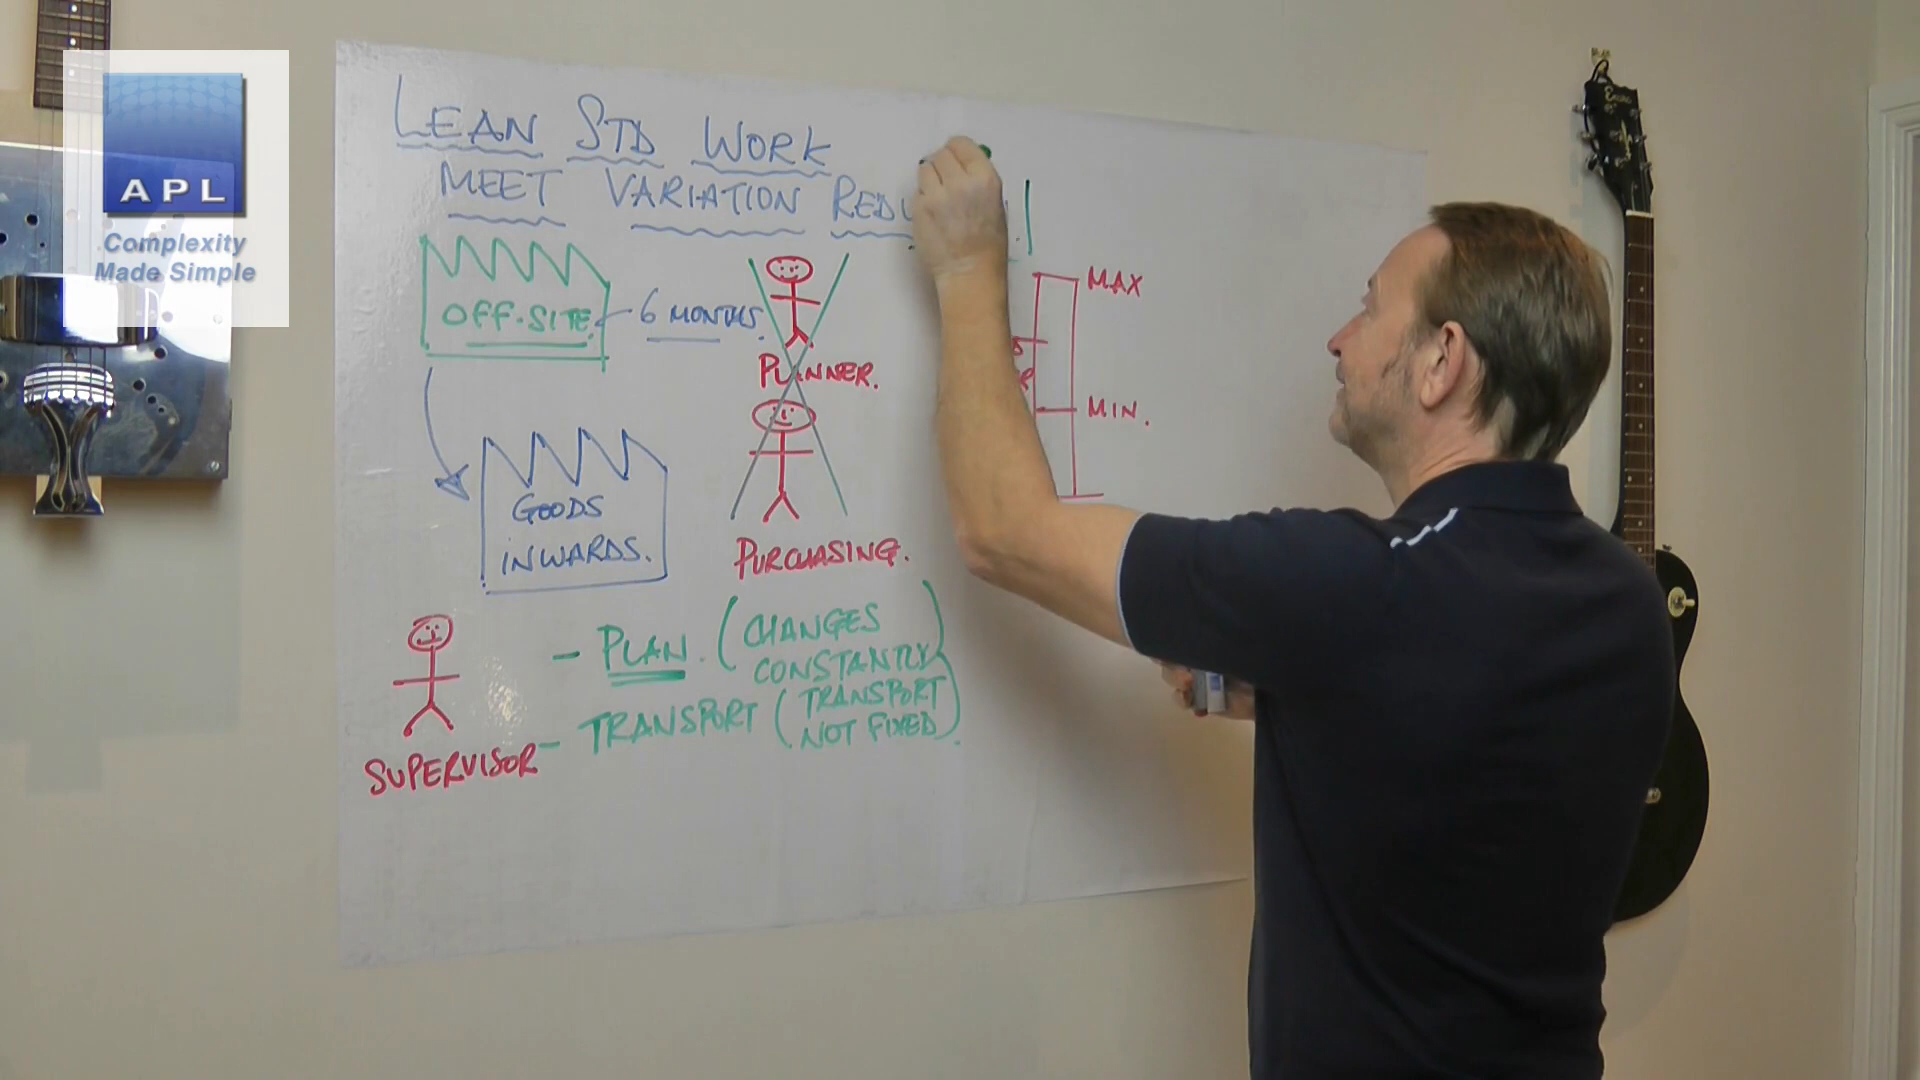 APL
Complexity
Made Simple
LEAN STD WORK
MEET VARIATION
OFF-SITE
6 MONTHS.
PLANNER.
MAX
MIN.
GOODS
INWARDS.
PURCHASING.
- PLAN. (CHANGES
CONSTANTLY)
- TRANSPORT (TRANSPORT
NOT FIXED).
SUPERVISOR